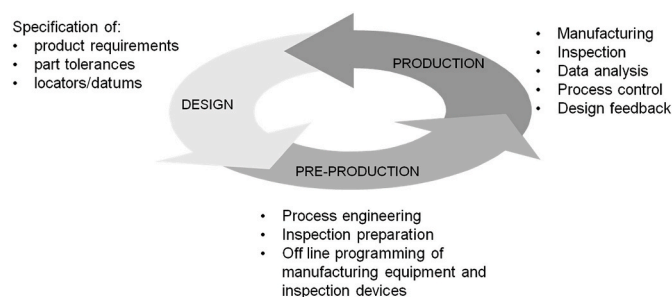 Specification of:
• product requirements
• part tolerances
• locators/datums
DESIGN
PRODUCTION
• Manufacturing
• Inspection
• Data analysis
• Process control
• Design feedback
PRE-PRODUCTION
• Process engineering
• Inspection preparation
• Off line programming of
manufacturing equipment and
inspection devices